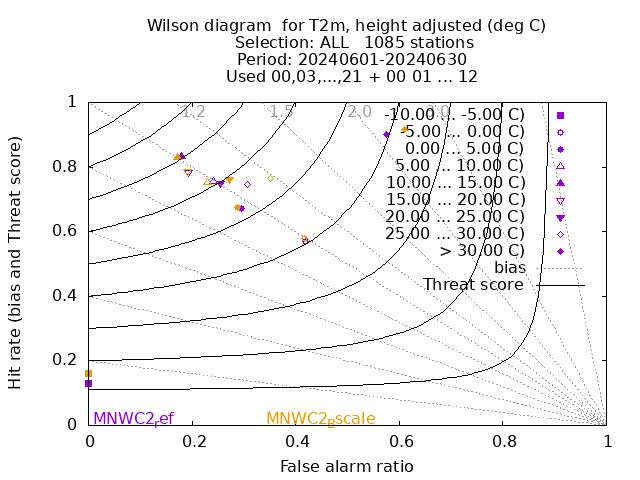 Wilson diagram  for T2m, height adjusted (deg C)
Selection: ALL   1085 stations
Period: 20240601-20240630
Used 00,03,...,21 + 00 01 ... 12
Hit rate (bias and Threat score)
1
0.8
0.6
0.4
0.2
0
1.2
1.5
2.0
3.0
-10.00 ... -5.00 C)
-5.00 ... 0.00 C)
0.00 ... 5.00 C)
5.00 ... 10.00 C)
10.00 ... 15.00 C)
15.00 ... 20.00 C)
20.00 ... 25.00 C)
25.00 ... 30.00 C)
> 30.00 C)
bias
Threat score
MNWC2ref
MNWC2Bscale
0
0.2
0.4
0.6
0.8
1
False alarm ratio